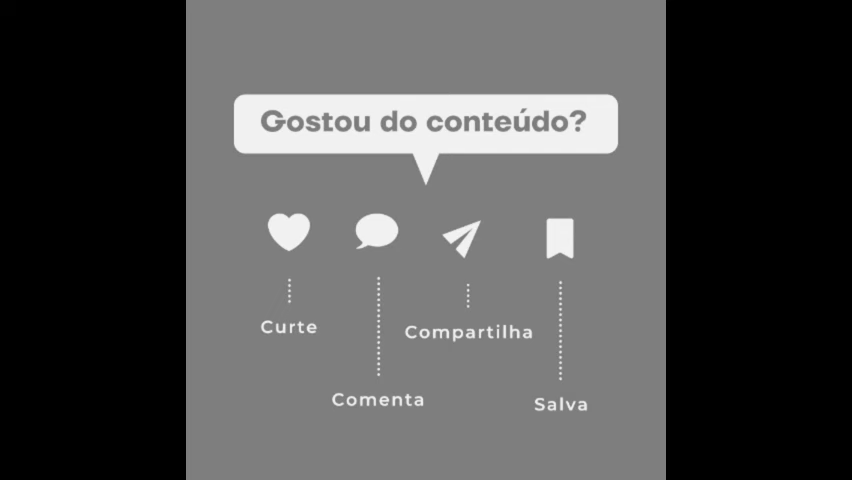 Gostou do conteúdo?
Curte
Compartilha
Comenta
Salva